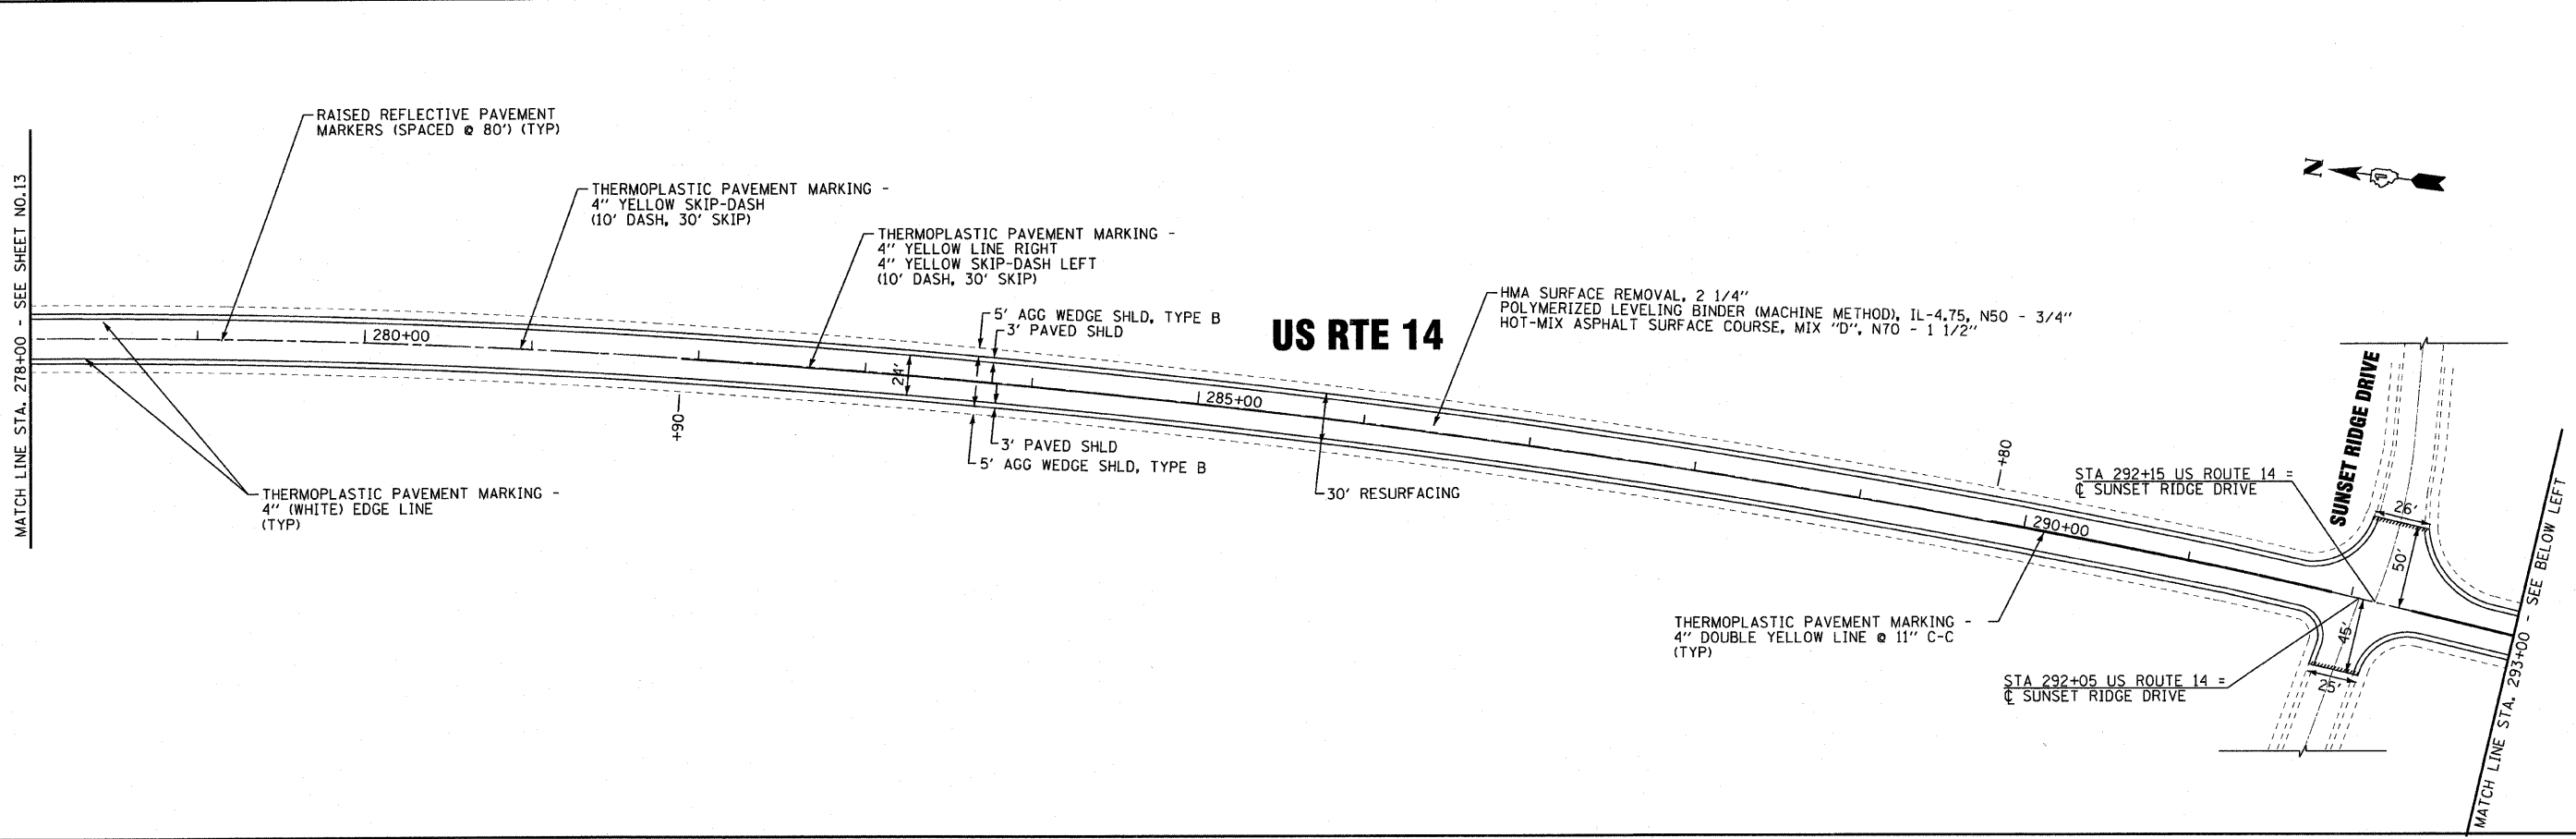 RAISED REFLECTIVE PAVEMENT
MARKERS (SPACED @ 80') (TYP)
THERMOPLASTIC PAVEMENT MARKING -
4" YELLOW SKIP-DASH
(10' DASH, 30' SKIP)
THERMOPLASTIC PAVEMENT MARKING -
4" YELLOW LINE RIGHT
4" YELLOW SKIP-DASH LEFT
(10' DASH, 30' SKIP)
MATCH LINE STA. 278+00 - SEE SHEET NO.13
N
5' AGG WEDGE SHLD, TYPE B
3' PAVED SHLD
US RTE 14
HMA SURFACE REMOVAL, 2 1/4"
POLYMERIZED LEVELING BINDER (MACHINE METHOD), IL-4.75, N50 - 3/4"
HOT-MIX ASPHALT SURFACE COURSE, MIX "D", N70 - 1 1/2"
280+00
24'
285+00
+90
3' PAVED SHLD
5' AGG WEDGE SHLD, TYPE B
30' RESURFACING
THERMOPLASTIC PAVEMENT MARKING -
4" (WHITE) EDGE LINE
(TYP)
+80
290+00
STA 292+15 US ROUTE 14 =
℄ SUNSET RIDGE DRIVE
SUNSET RIDGE DRIVE
26'
50'
THERMOPLASTIC PAVEMENT MARKING -
4" DOUBLE YELLOW LINE @ 11" C-C
(TYP)
45'
25'
STA 292+05 US ROUTE 14 =
℄ SUNSET RIDGE DRIVE
MATCH LINE STA. 293+00 - SEE BELOW LEFT